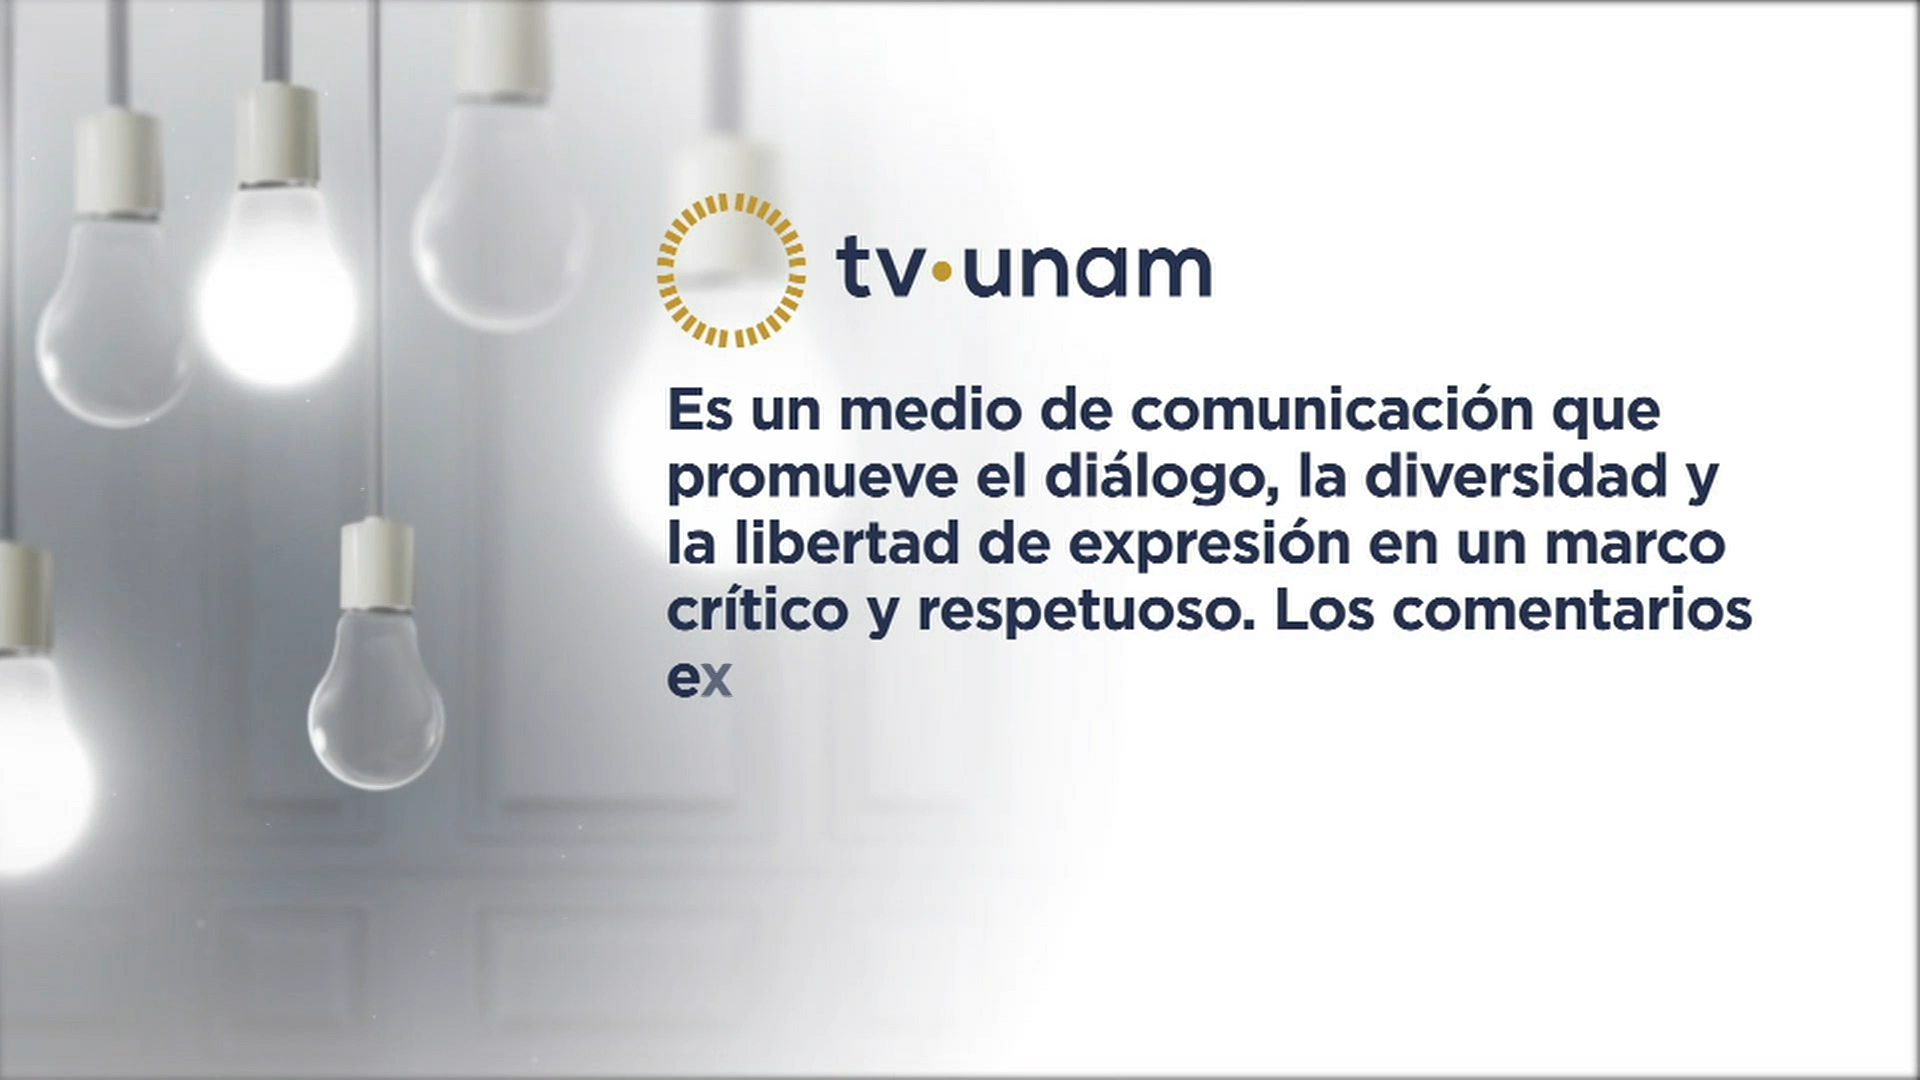 tv•unam
Es un medio de comunicación que
promueve el diálogo, la diversidad y
la libertad de expresión en un marco
crítico y respetuoso. Los comentarios
ex